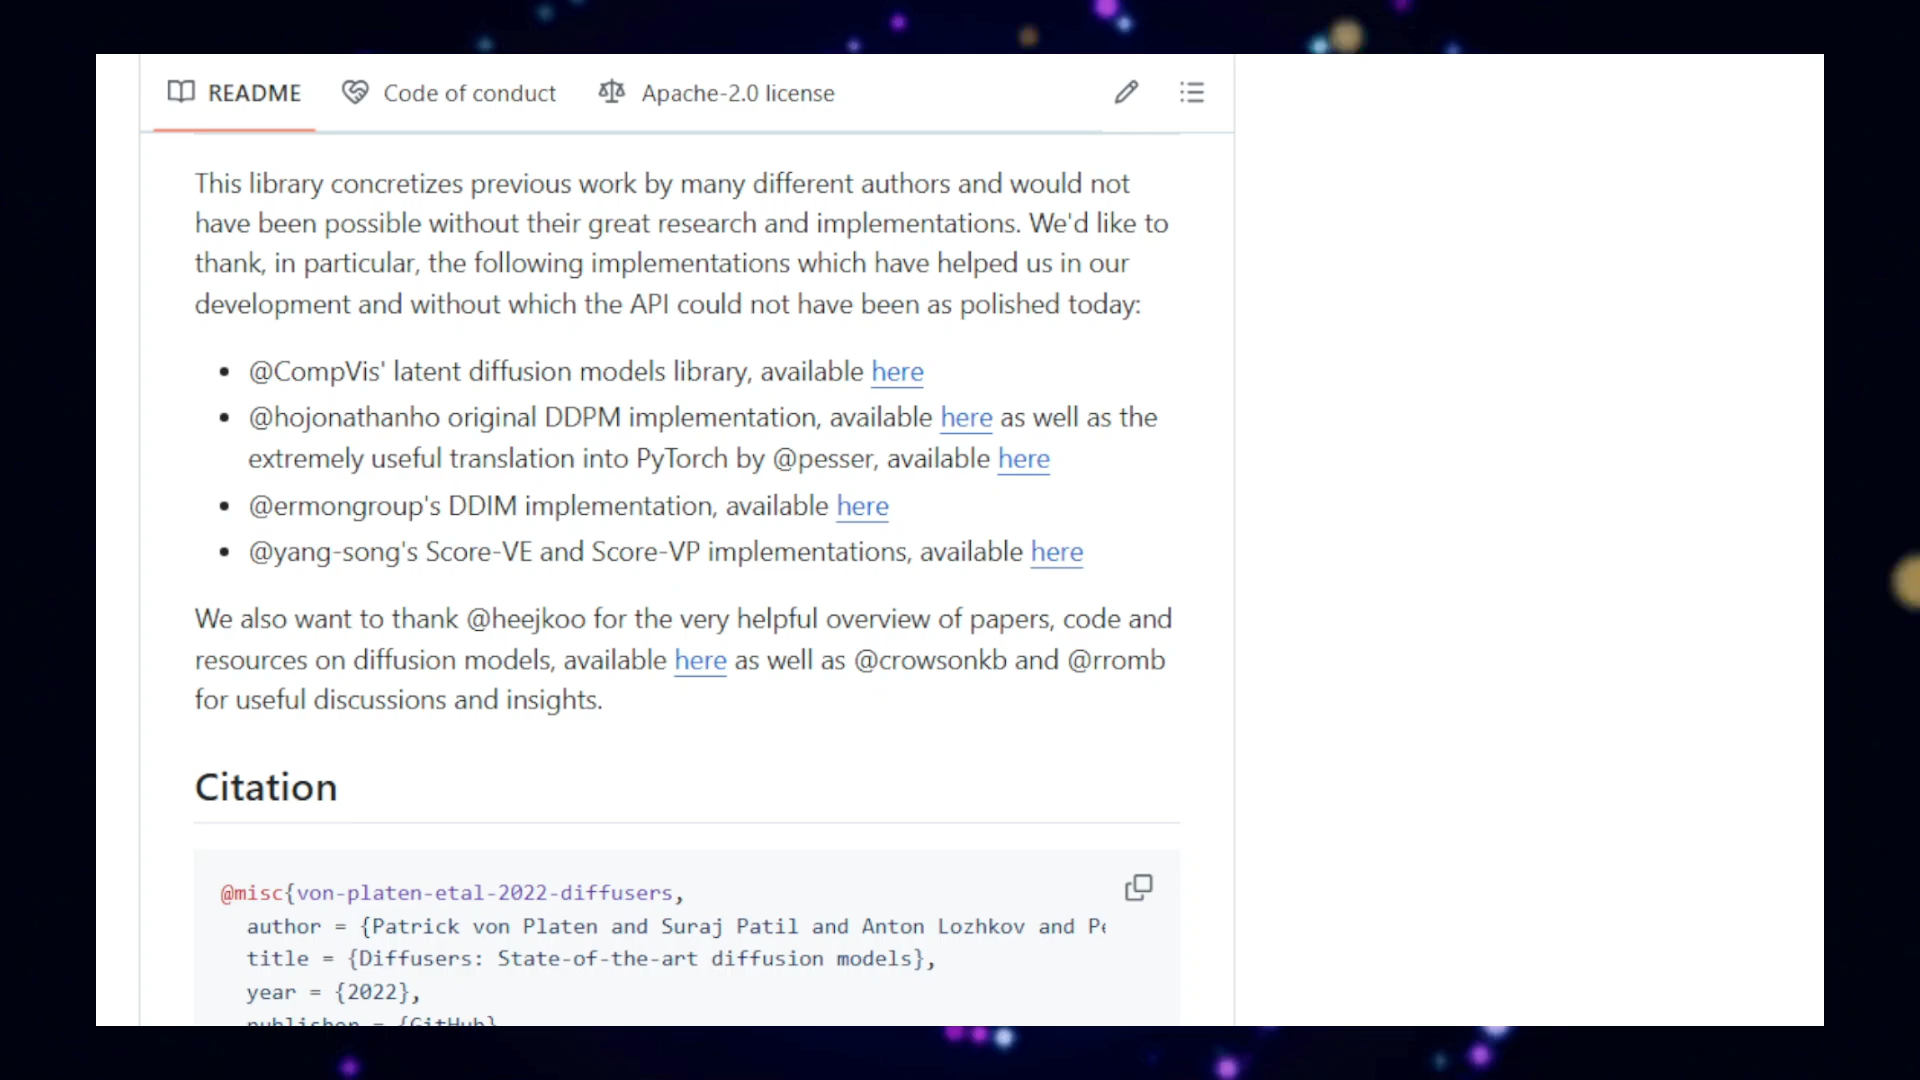 README Code of conduct Apache-2.0 license
This library concretizes previous work by many different authors and would not
have been possible without their great research and implementations. We'd like to
thank, in particular, the following implementations which have helped us in our
development and without which the API could not have been as polished today:
• @CompVis' latent diffusion models library, available here
• @hojonathanho original DDPM implementation, available here as well as the
extremely useful translation into PyTorch by @pesser, available here
• @ermongroup's DDIM implementation, available here
• @yang-song's Score-VE and Score-VP implementations, available here
We also want to thank @heejkoo for the very helpful overview of papers, code and
resources on diffusion models, available here as well as @crowsonkb and @rromb
for useful discussions and insights.
Citation
@misc{von-platen-etal-2022-diffusers,
author = {Patrick von Platen and Suraj Patil and Anton Lozhkov and
title = {Diffusers: State-of-the-art diffusion models},
year = {2022},
publisher = {GitHub}